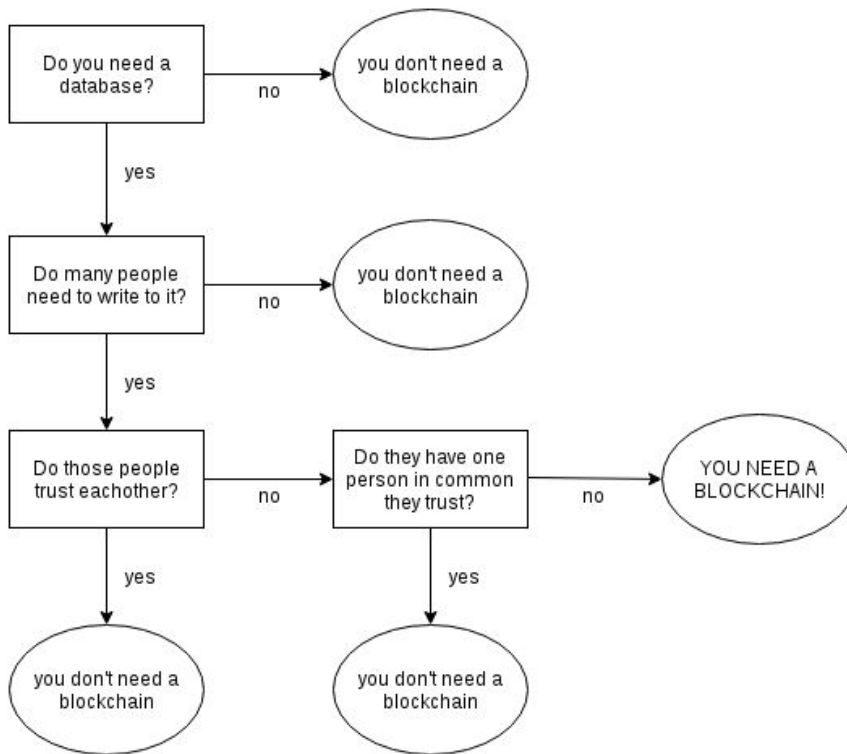 Do you need a
database?
no
you don't need a
blockchain
yes
Do many people
need to write to it?
no
you don't need a
blockchain
yes
Do those people
trust eachother?
no
Do they have one
person in common
they trust?
no
YOU NEED A
BLOCKCHAIN!
yes
you don't need a
blockchain
yes
you don't need a
blockchain